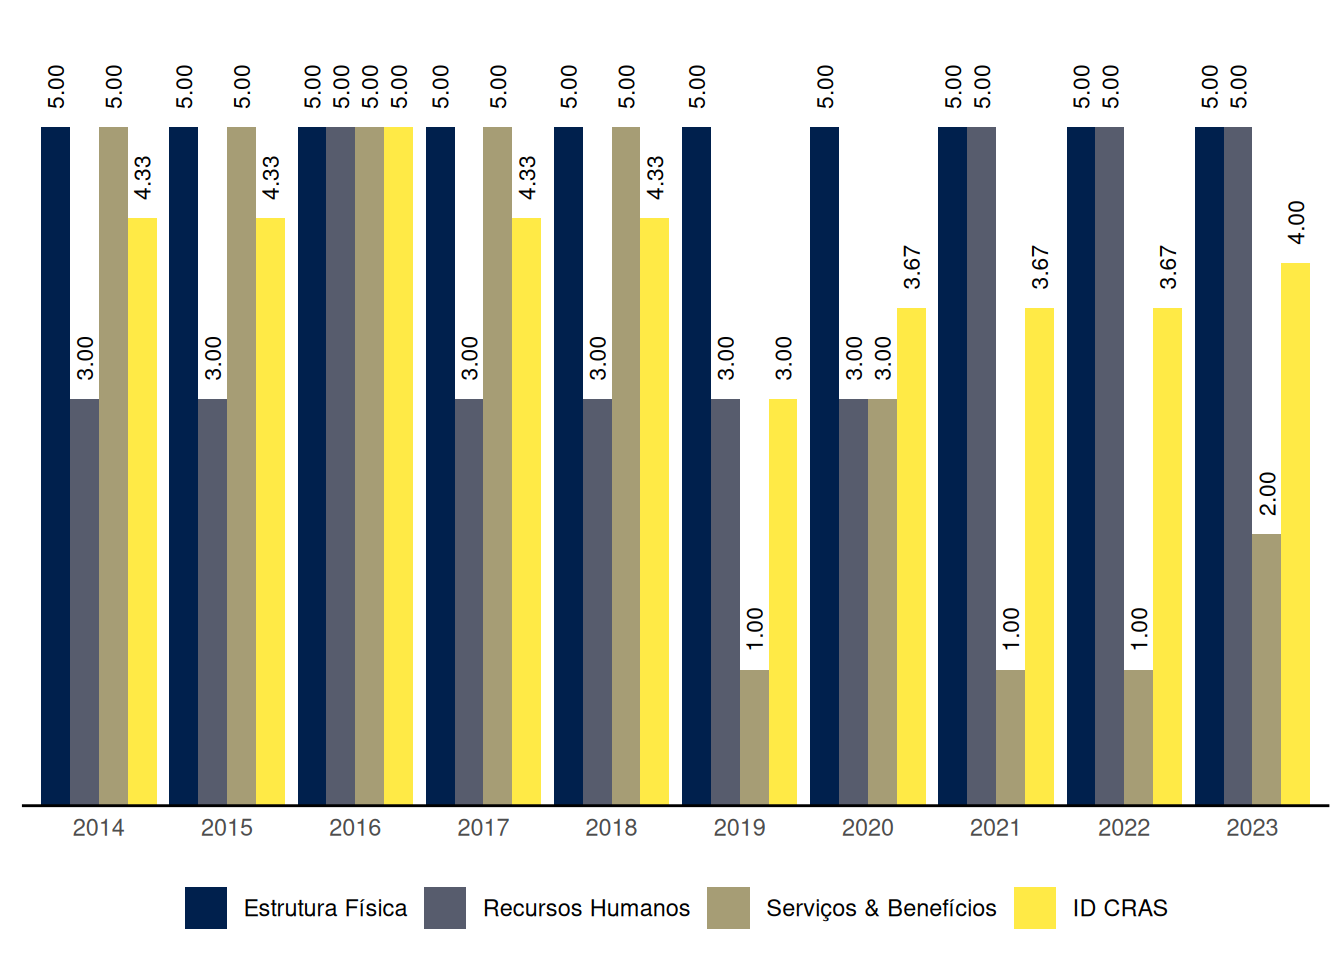 5.00 5.00 5.00 5.00 5.00 5.00 5.00 5.00 5.00 5.00 5.00 5.00 5.00 5.00 5.00 5.00 5.00 5.00 5.00 5.00
4.33 4.33 4.33 4.33
4.00
3.67 3.67 3.67
3.00 3.00 3.00 3.00 3.00 3.00 3.00 3.00
2.00
1.00 1.00 1.00
2014 2015 2016 2017 2018 2019 2020 2021 2022 2023
Estrutura Física Recursos Humanos Serviços & Benefícios ID CRAS